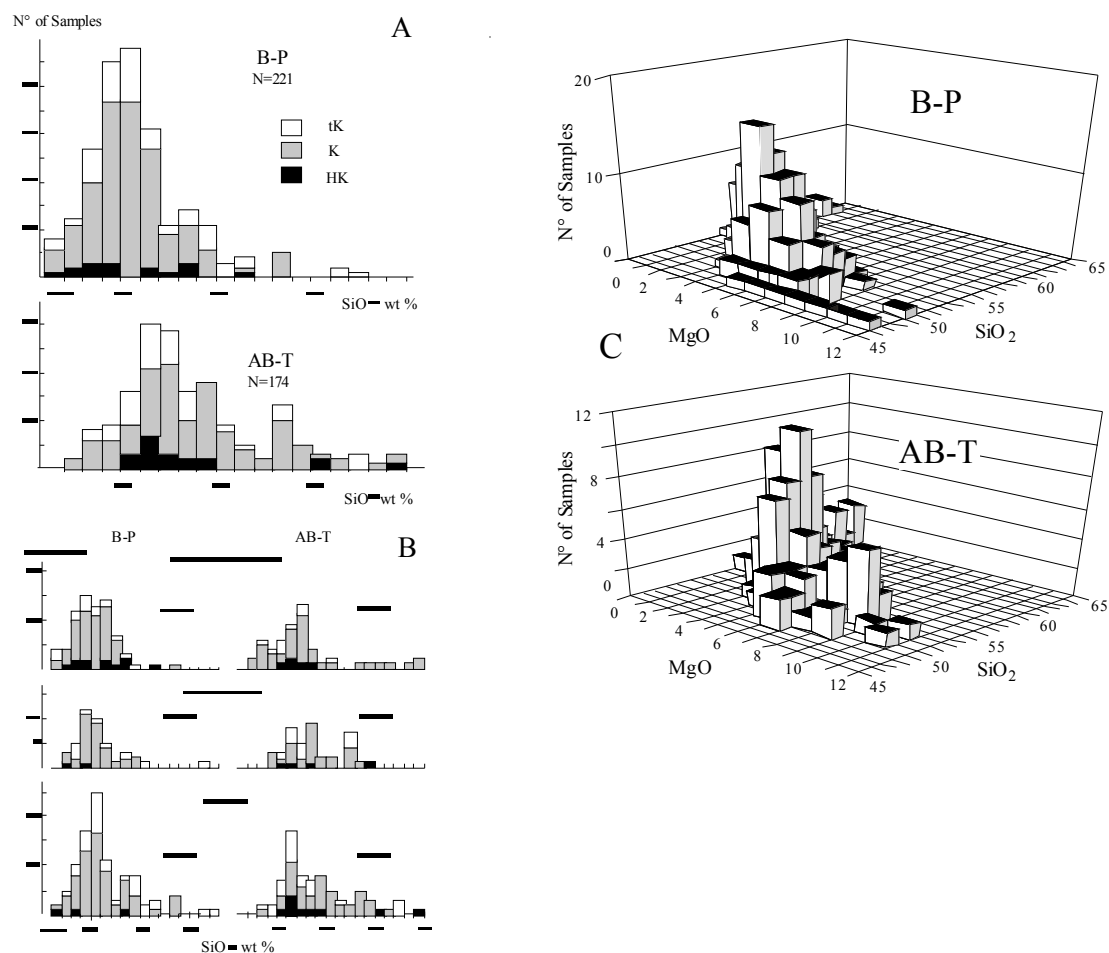 N° of Samples
A
B-P
N=221
tK
K
HK
SiO wt %
AB-T
N=174
SiO wt %
B-P
AB-T
B
SiO wt %
20
10
0
N° of Samples
B-P
0
2
4
6
8
10
12
MgO
45
50
55
60
65
SiO2
C
12
8
4
0
N° of Samples
AB-T
0
2
4
6
8
10
12
MgO
45
50
55
60
65
SiO2